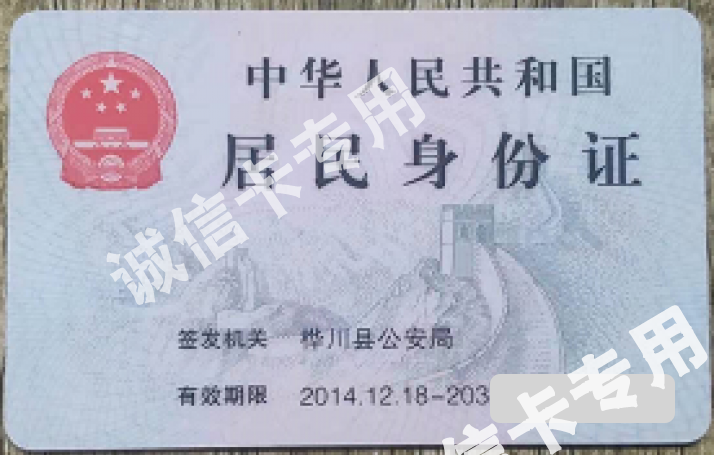 中华人民共和国
居民身份证
诚信卡专用
签发机关 桦川县公安局
有效期限 2014.12.18-203
信卡专用